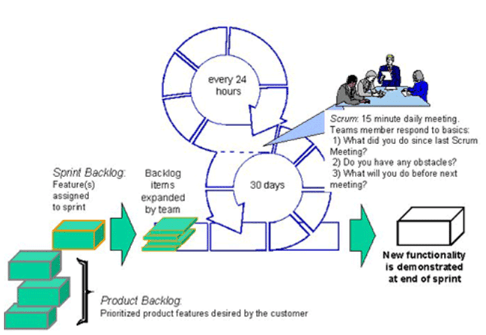 every 24
hours
Scrum: 15 minute daily meeting.
Teams member respond to basics:
1) What did you do since last Scrum
Meeting?
2) Do you have any obstacles?
3) What will you do before next
meeting?
Sprint Backlog:
Feature(s)
assigned
to sprint
Backlog
items
expanded
by team
30 days
New functionality
is demonstrated
at end of sprint
Product Backlog:
Prioritized product features desired by the customer